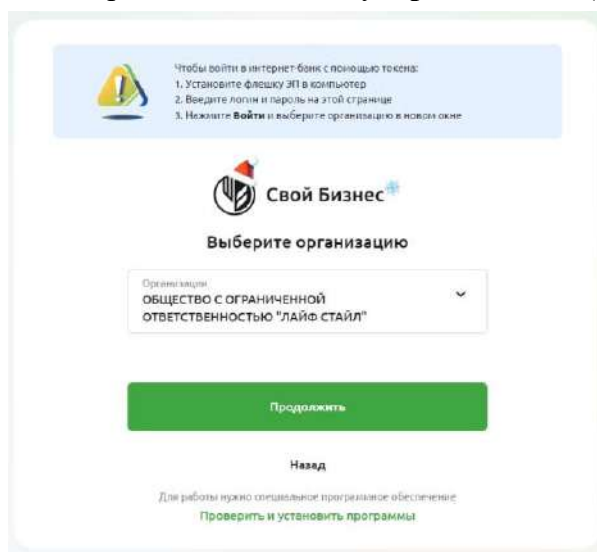 Чтобы войти в интернет-банк с помощью токена:
1. Установите флешку ЭП в компьютер
2. Введите логин и пароль на этой странице
3. Нажмите Войти и выберите организацию в новом окне
Свой Бизнес
Выберите организацию
Организация
ОБЩЕСТВО С ОГРАНИЧЕННОЙ
ОТВЕТСТВЕННОСТЬЮ "ЛАЙФ СТАЙЛ"
Продолжить
Назад
Для работы нужно специальное программное обеспечение
Проверить и установить программы